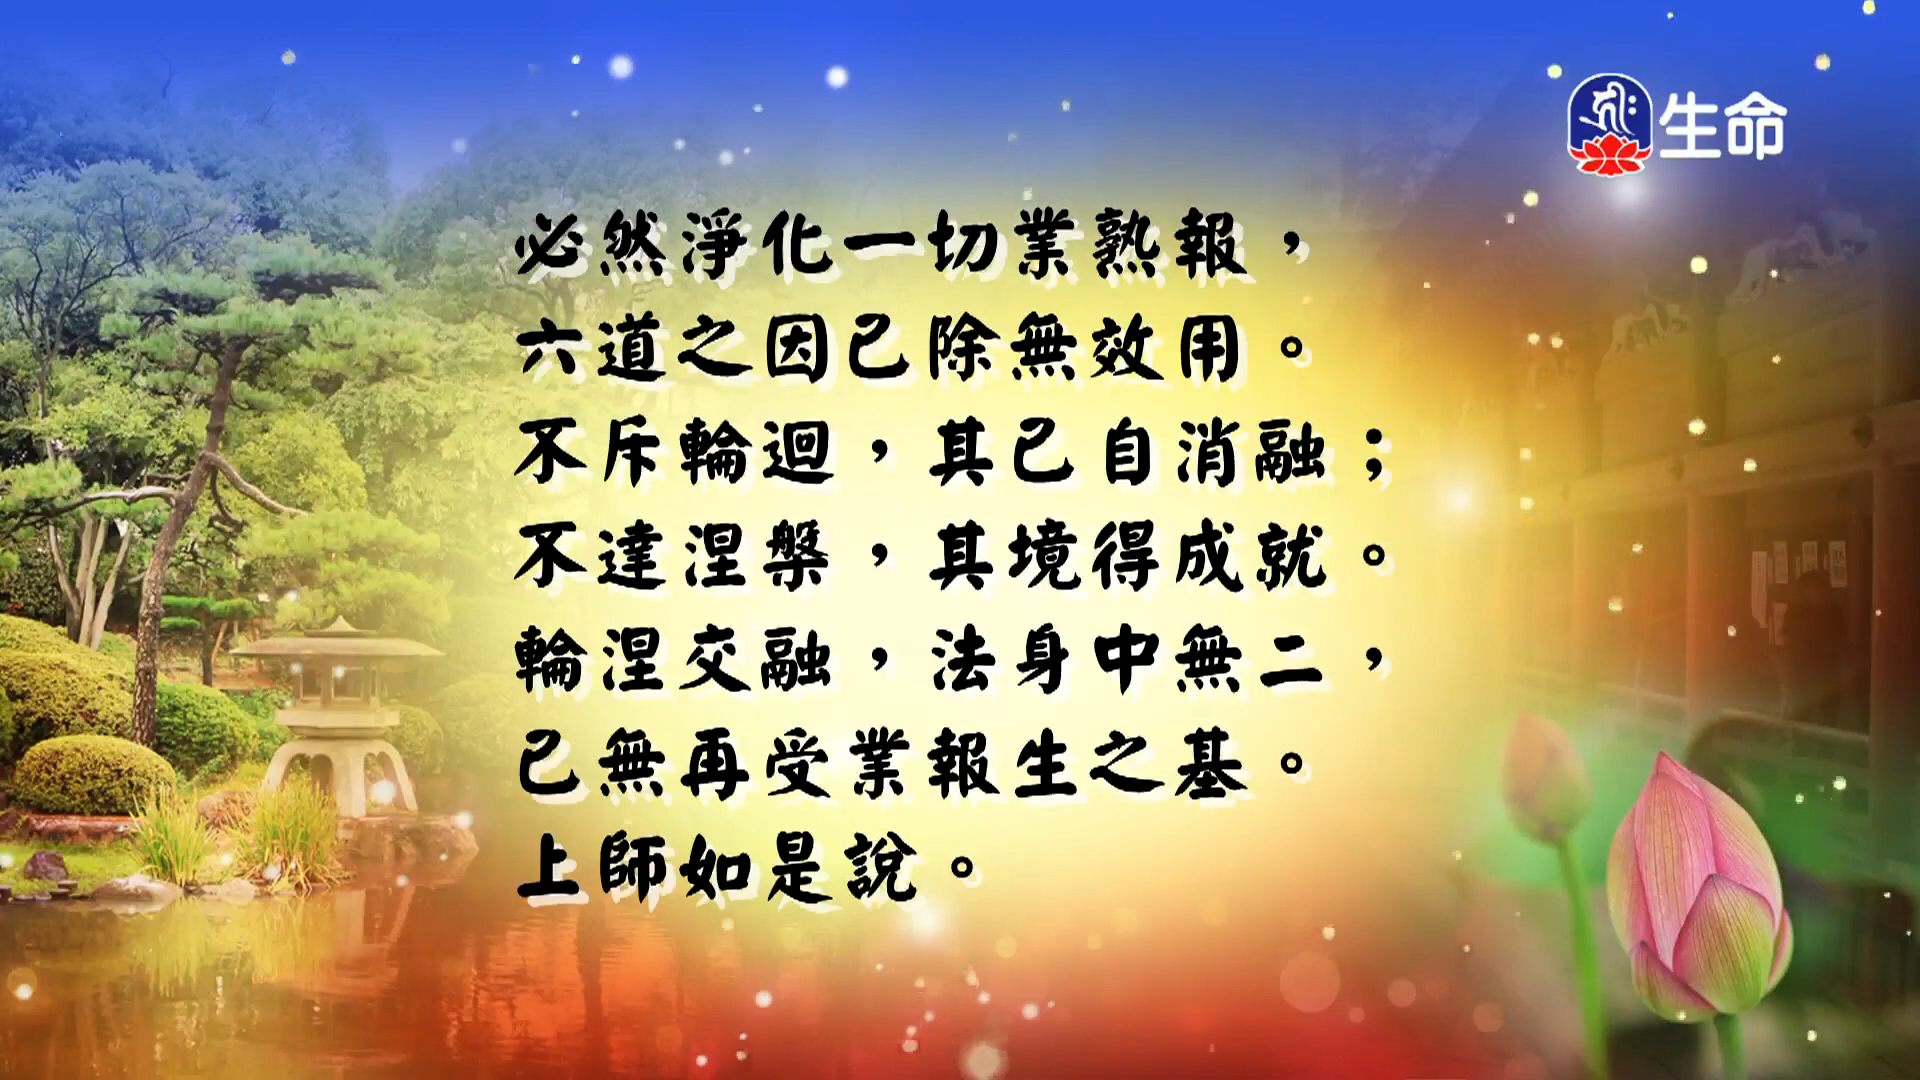 生命
必然淨化一切業熟報，
六道之因已除無效用。
不斥輪迴，其已自消融；
不達涅槃，其境得成就。
輪涅交融，法身中無二，
已無再受業報生之基。
上師如是說。